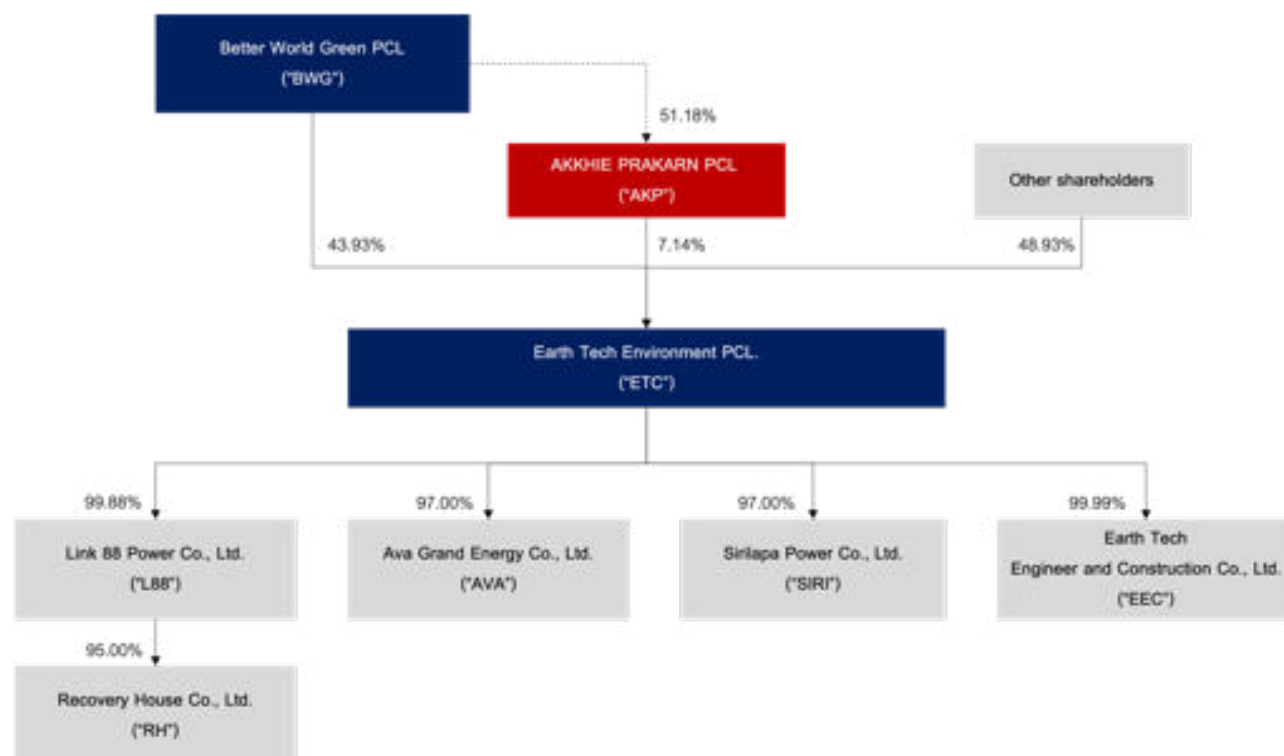 Better World Green PCL
("BWG")
51.18%
AKKHIE PRAKARN PCL
("AKP")
Other shareholders
43.93%
7.14%
48.93%
Earth Tech Environment PCL.
("ETC")
99.88%
97.00%
97.00%
99.99%
Link 88 Power Co., Ltd.
("L88")
Ava Grand Energy Co., Ltd.
("AVA")
Sirilapa Power Co., Ltd.
("SIRI")
Earth Tech
Engineer and Construction Co., Ltd.
("EEC")
95.00%
Recovery House Co., Ltd.
("RH")